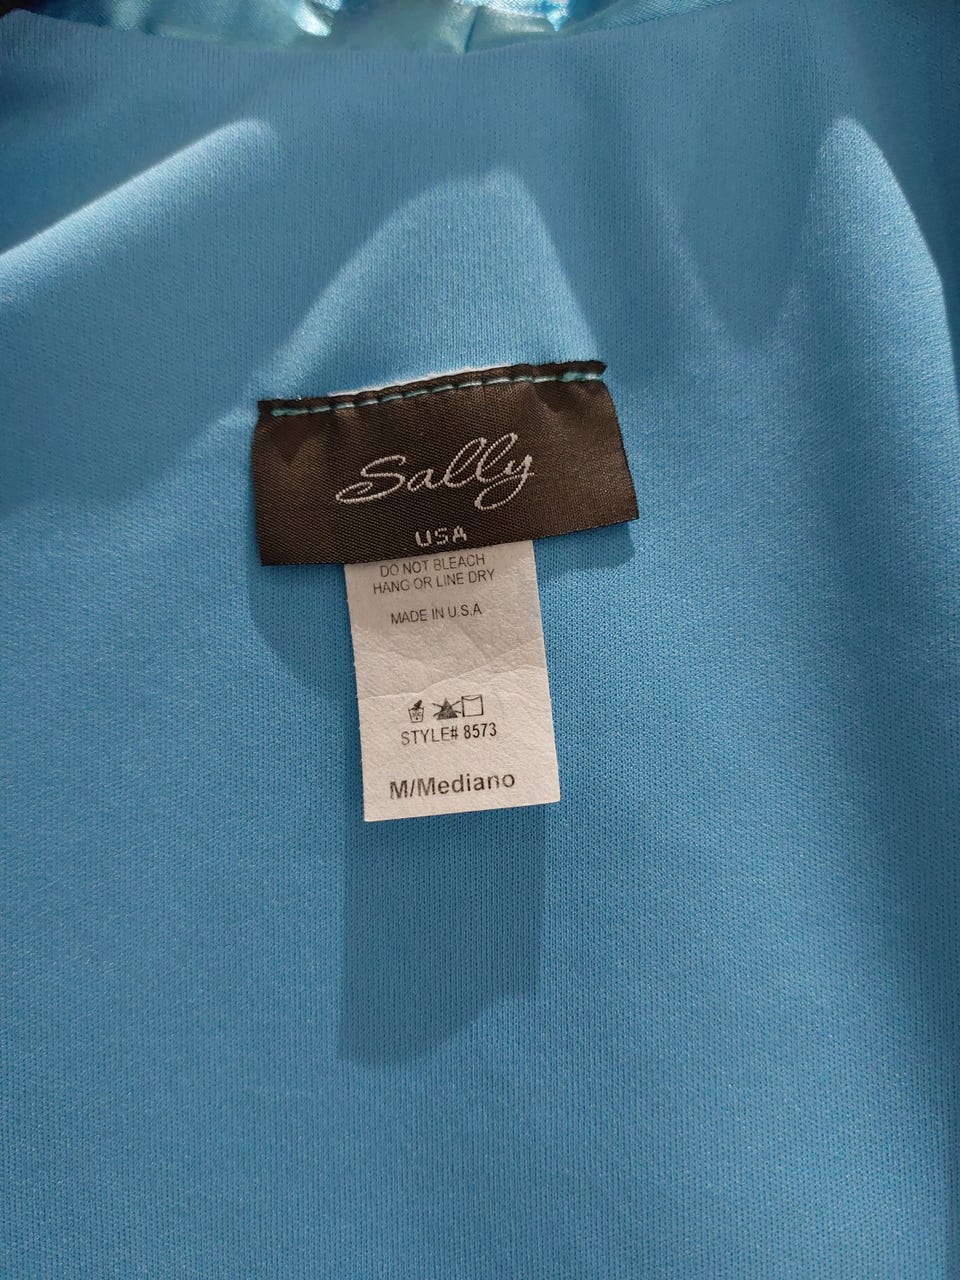 Sally
USA
DO NOT BLEACH
HANG OR LINE DRY
MADE IN U.S.A
STYLE# 8573
M/Mediano